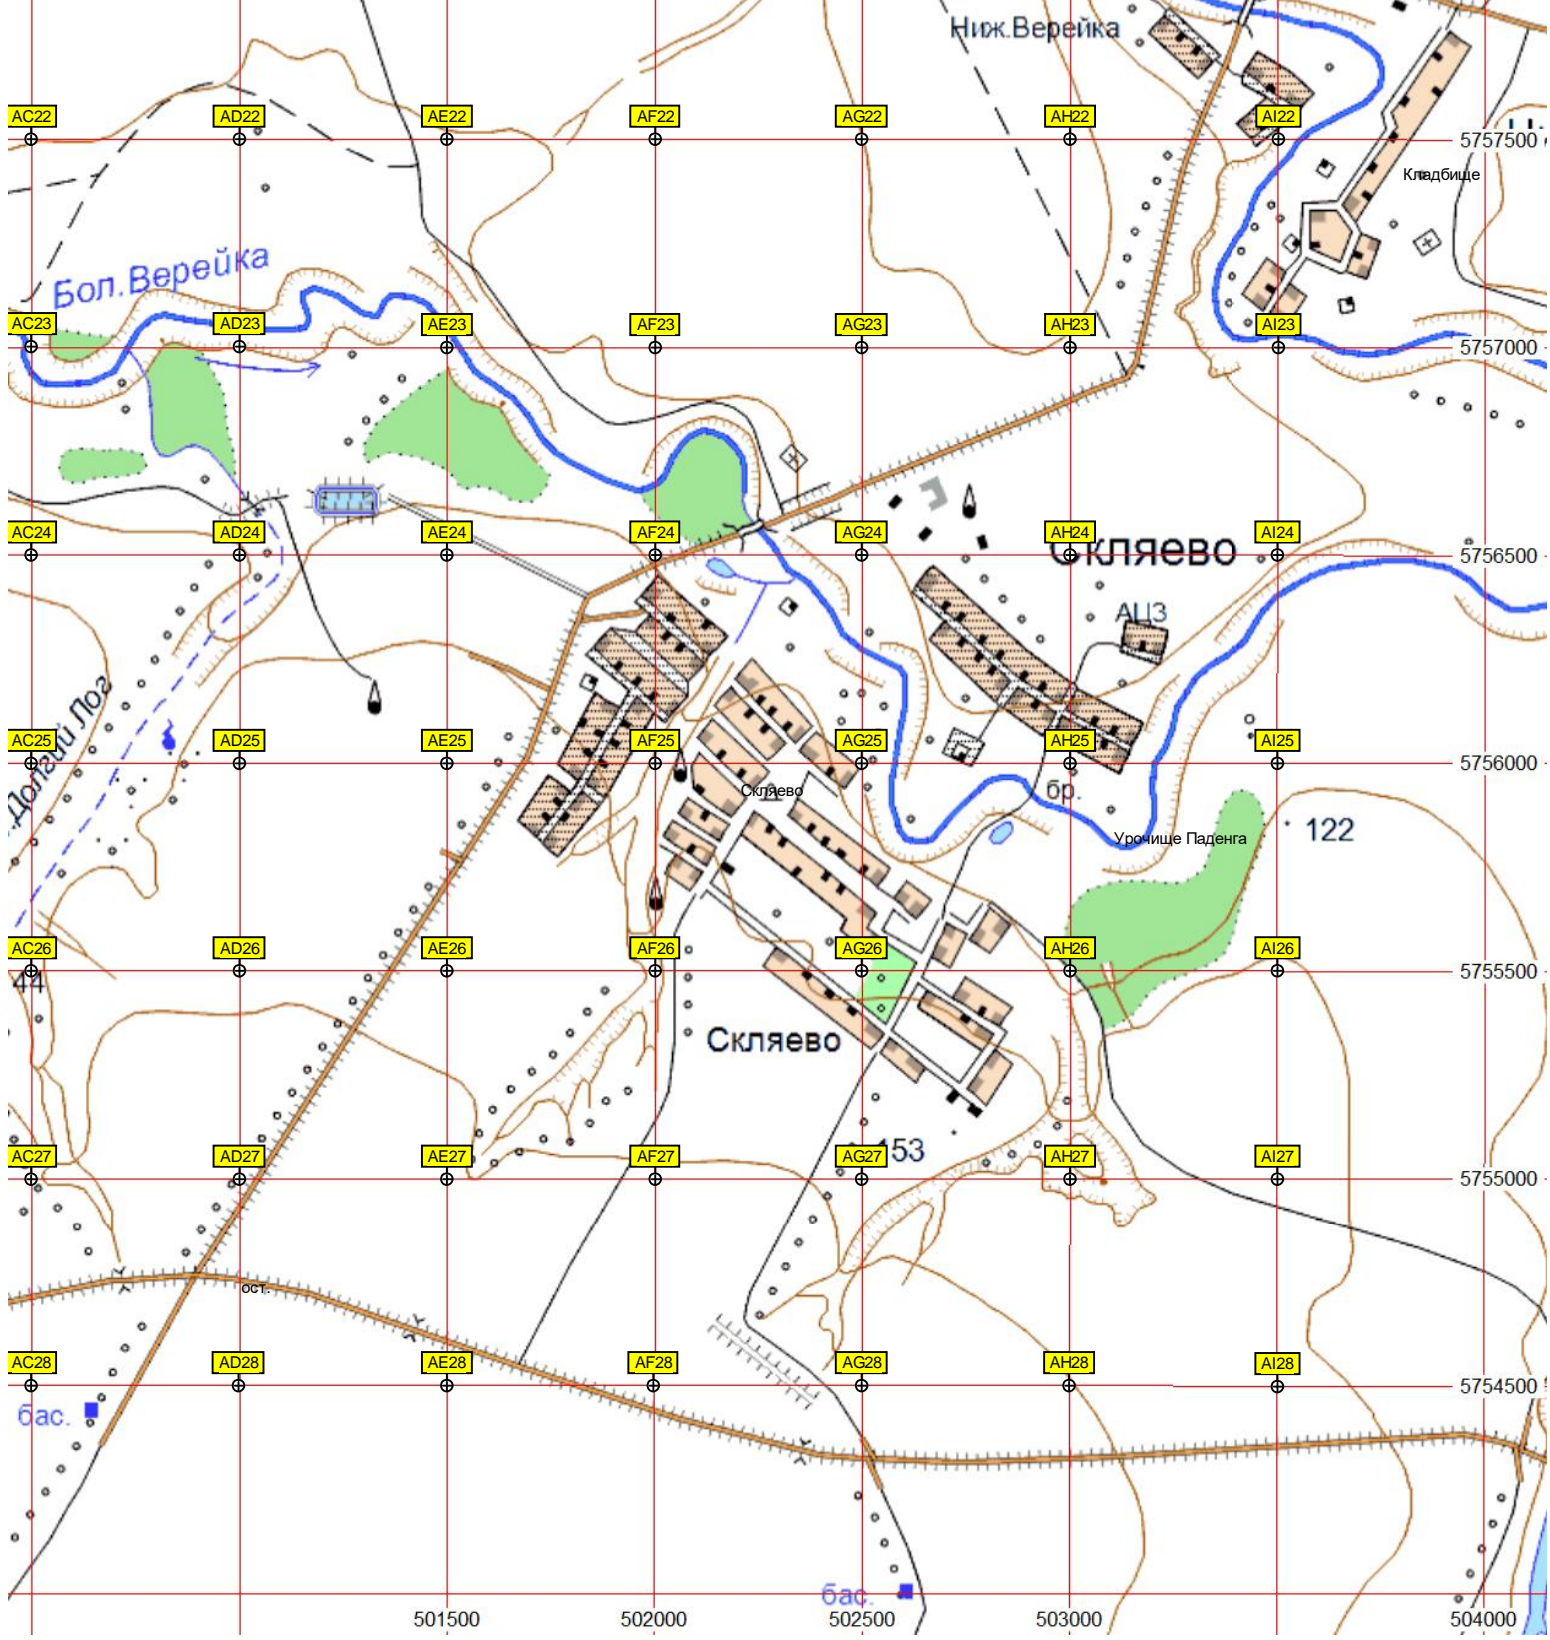 Ниж.Верейка
AC22 AD22 AE22 AF22 AG22 AH22 AI22
5757500
Кладбище
Бол.Верейка
AC23 AD23 AE23 AF23 AG23 AH23 AI23
5757000
AC24 AD24 AE24 AF24 AG24 AH24 AI24
Скляево
5756500
АЦЗ
Долгий Лог
AC25 AD25 AE25 AF25 AG25 AH25 AI25
5756000
Скляево
бр.
122
Урочище Паденга
AC26 AD26 AE26 AF26 AG26 AH26 AI26
5755500
44
Скляево
153
AC27 AD27 AE27 AF27 AG27 AH27 AI27
5755000
ост.
AC28 AD28 AE28 AF28 AG28 AH28 AI28
5754500
бас.
бас.
501500 502000 502500 503000 504000